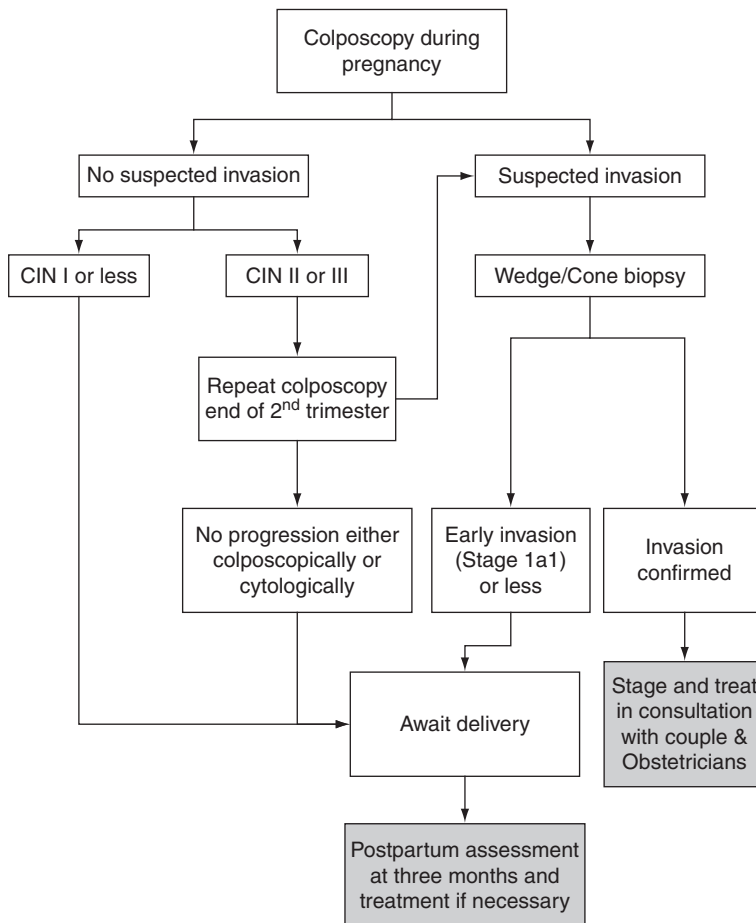 Colposcopy during
pregnancy
No suspected invasion
Suspected invasion
CIN I or less
CIN II or III
Wedge/Cone biopsy
Repeat colposcopy
end of 2nd trimester
No progression either
colposcopically or
cytologically
Early invasion
(Stage 1a1)
or less
Invasion
confirmed
Stage and treat
in consultation
with couple &
Obstetricians
Await delivery
Postpartum assessment
at three months and
treatment if necessary